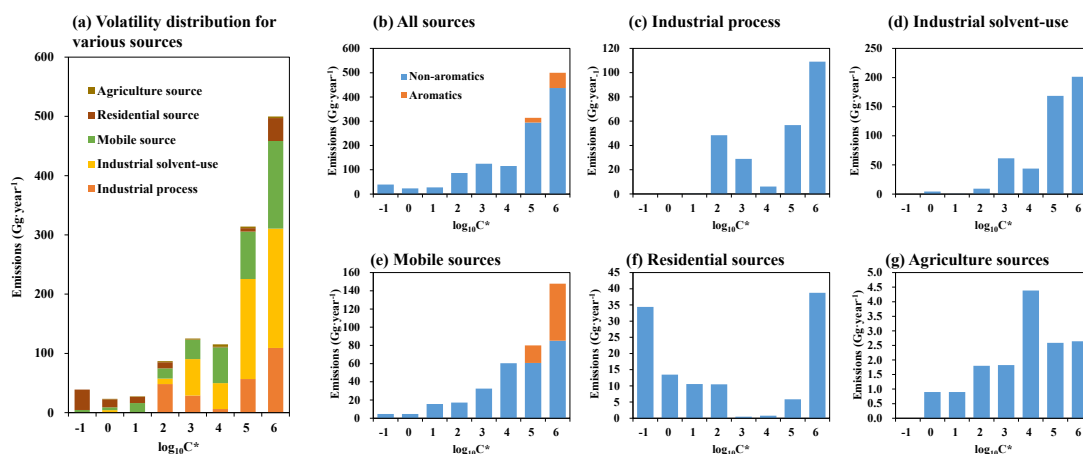 (a) Volatility distribution for
various sources
600
500
400
300
200
100
0
Emissions (Gg·year⁻¹)
Agriculture source
Residential source
Mobile source
Industrial solvent-use
Industrial process
-1 0 1 2 3 4 5 6
log₁₀C*
(b) All sources
600
500
400
300
200
100
0
Emissions (Gg·year⁻¹)
Non-aromatics
Aromatics
-1 0 1 2 3 4 5 6
log₁₀C*
(c) Industrial process
120
100
80
60
40
20
0
Emissions (Gg·year₋₁)
-1 0 1 2 3 4 5 6
log₁₀C*
(d) Industrial solvent-use
250
200
150
100
50
0
Emissions (Gg·year⁻¹)
-1 0 1 2 3 4 5 6
log₁₀C*
(e) Mobile sources
160
140
120
100
80
60
40
20
0
Emissions (Gg·year⁻¹)
-1 0 1 2 3 4 5 6
log₁₀C*
(f) Residential sources
45
40
35
30
25
20
15
10
5
0
Emissions (Gg·year⁻¹)
-1 0 1 2 3 4 5 6
log₁₀C*
(g) Agriculture sources
5.0
4.5
4.0
3.5
3.0
2.5
2.0
1.5
1.0
0.5
0.0
Emissions (Gg·year⁻¹)
-1 0 1 2 3 4 5 6
log₁₀C*